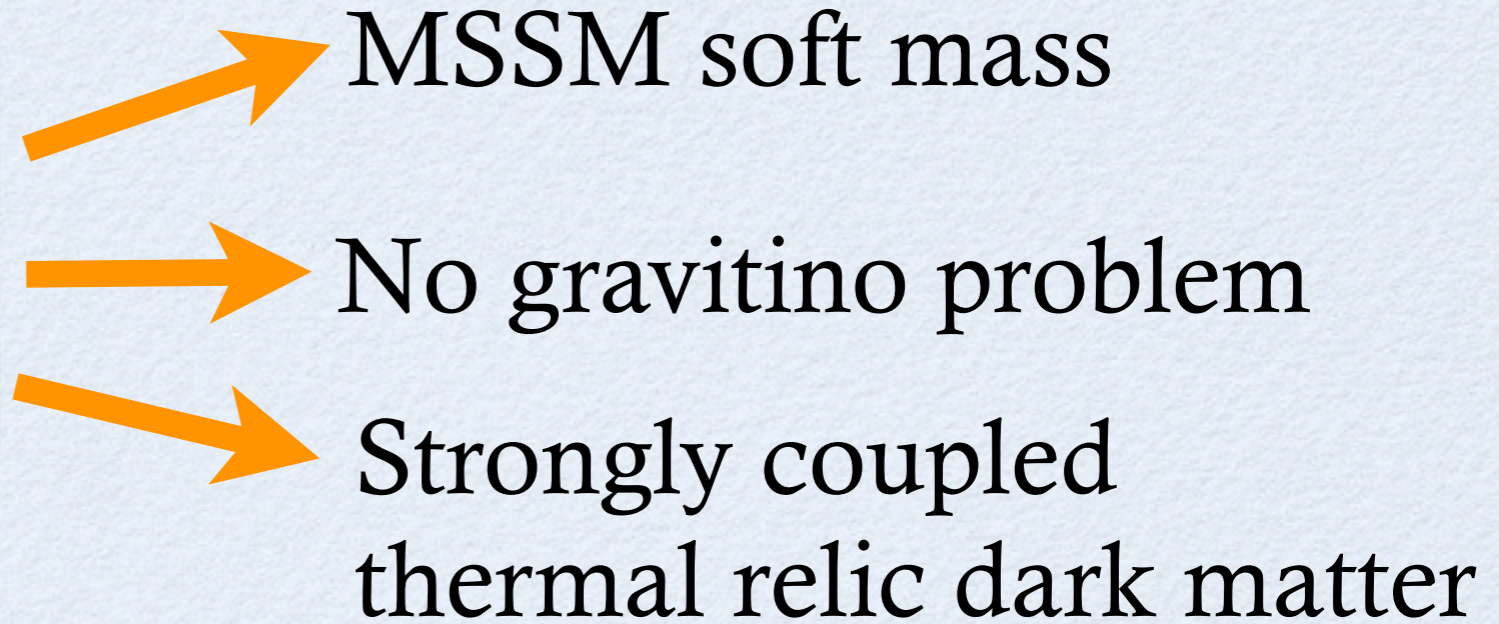 MSSM soft mass
No gravitino problem
Strongly coupled
thermal relic dark matter